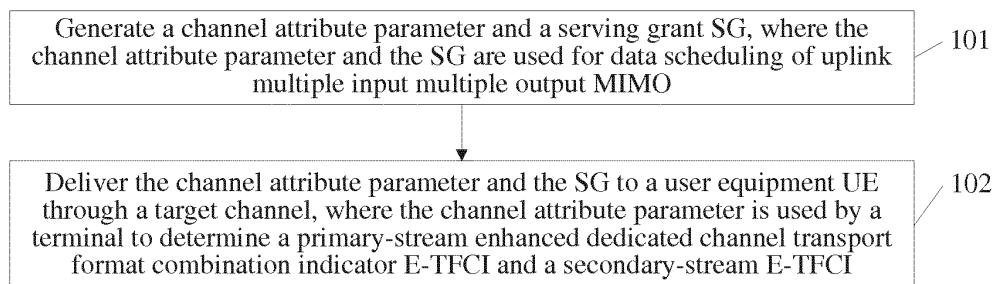 Generate a channel attribute parameter and a serving grant SG, where the
channel attribute parameter and the SG are used for data scheduling of uplink
multiple input multiple output MIMO
101
Deliver the channel attribute parameter and the SG to a user equipment UE
through a target channel, where the channel attribute parameter is used by a
terminal to determine a primary-stream enhanced dedicated channel transport
format combination indicator E-TFCI and a secondary-stream E-TFCI
102